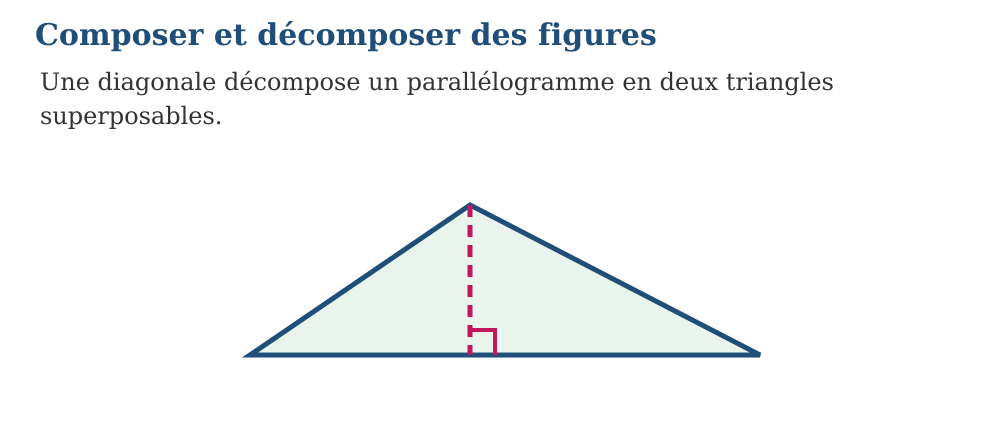 Composer et décomposer des figures
Une diagonale décompose un parallélogramme en deux triangles
superposables.